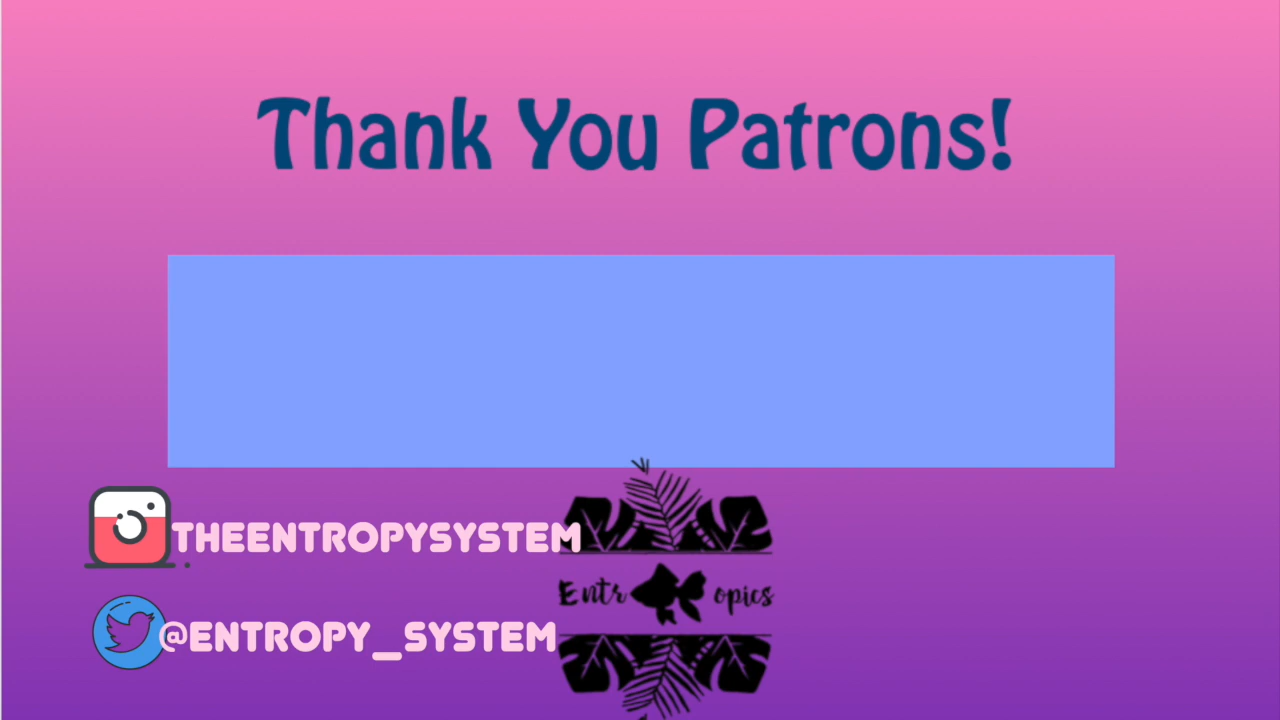 Thank You Patrons!
THEENTROPYSYSTEM
Entr opics
@ENTROPY_SYSTEM